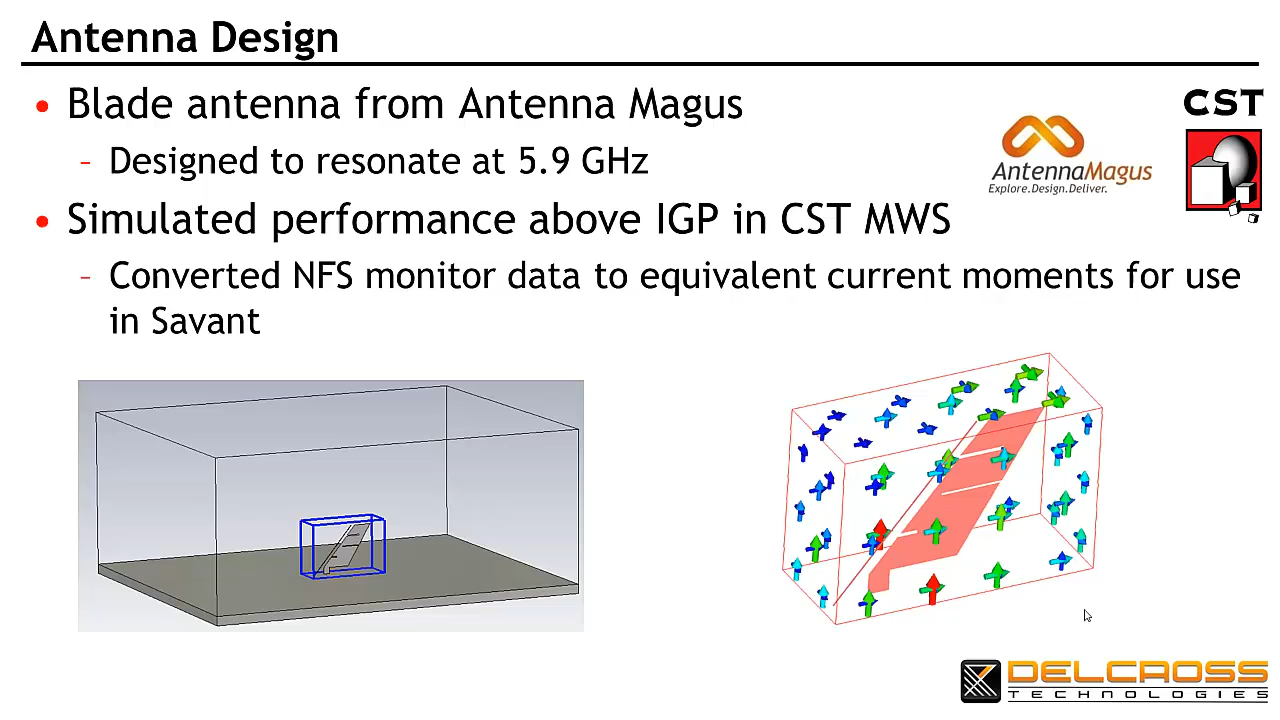 Antenna Design
• Blade antenna from Antenna Magus
– Designed to resonate at 5.9 GHz
• Simulated performance above IGP in CST MWS
– Converted NFS monitor data to equivalent current moments for use
in Savant
AntennaMagus
Explore.Design.Deliver.
CST
DELCROSS
TECHNOLOGIES